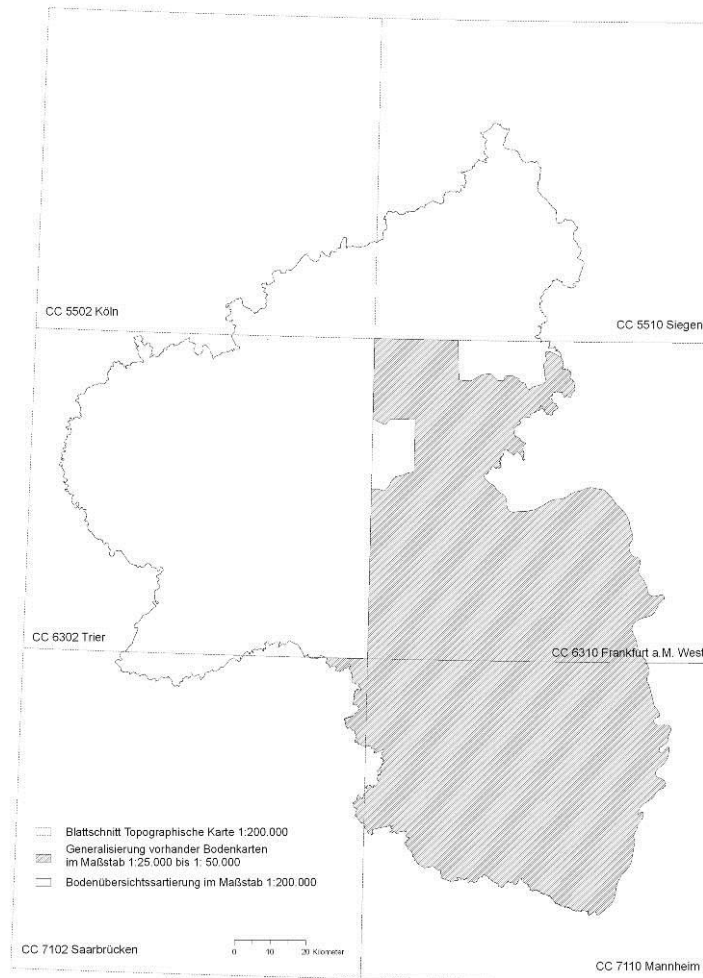 CC 5502 Köln
CC 5510 Siegen
CC 6302 Trier
CC 6310 Frankfurt a.M. West
Blattschnitt Topographische Karte 1:200.000
Generalisierung vorhander Bodenkarten
im Maßstab 1:25.000 bis 1: 50.000
Bodenübersichtssartierung im Maßstab 1:200.000
CC 7102 Saarbrücken
0 10 20 Kilometer
CC 7110 Mannheim